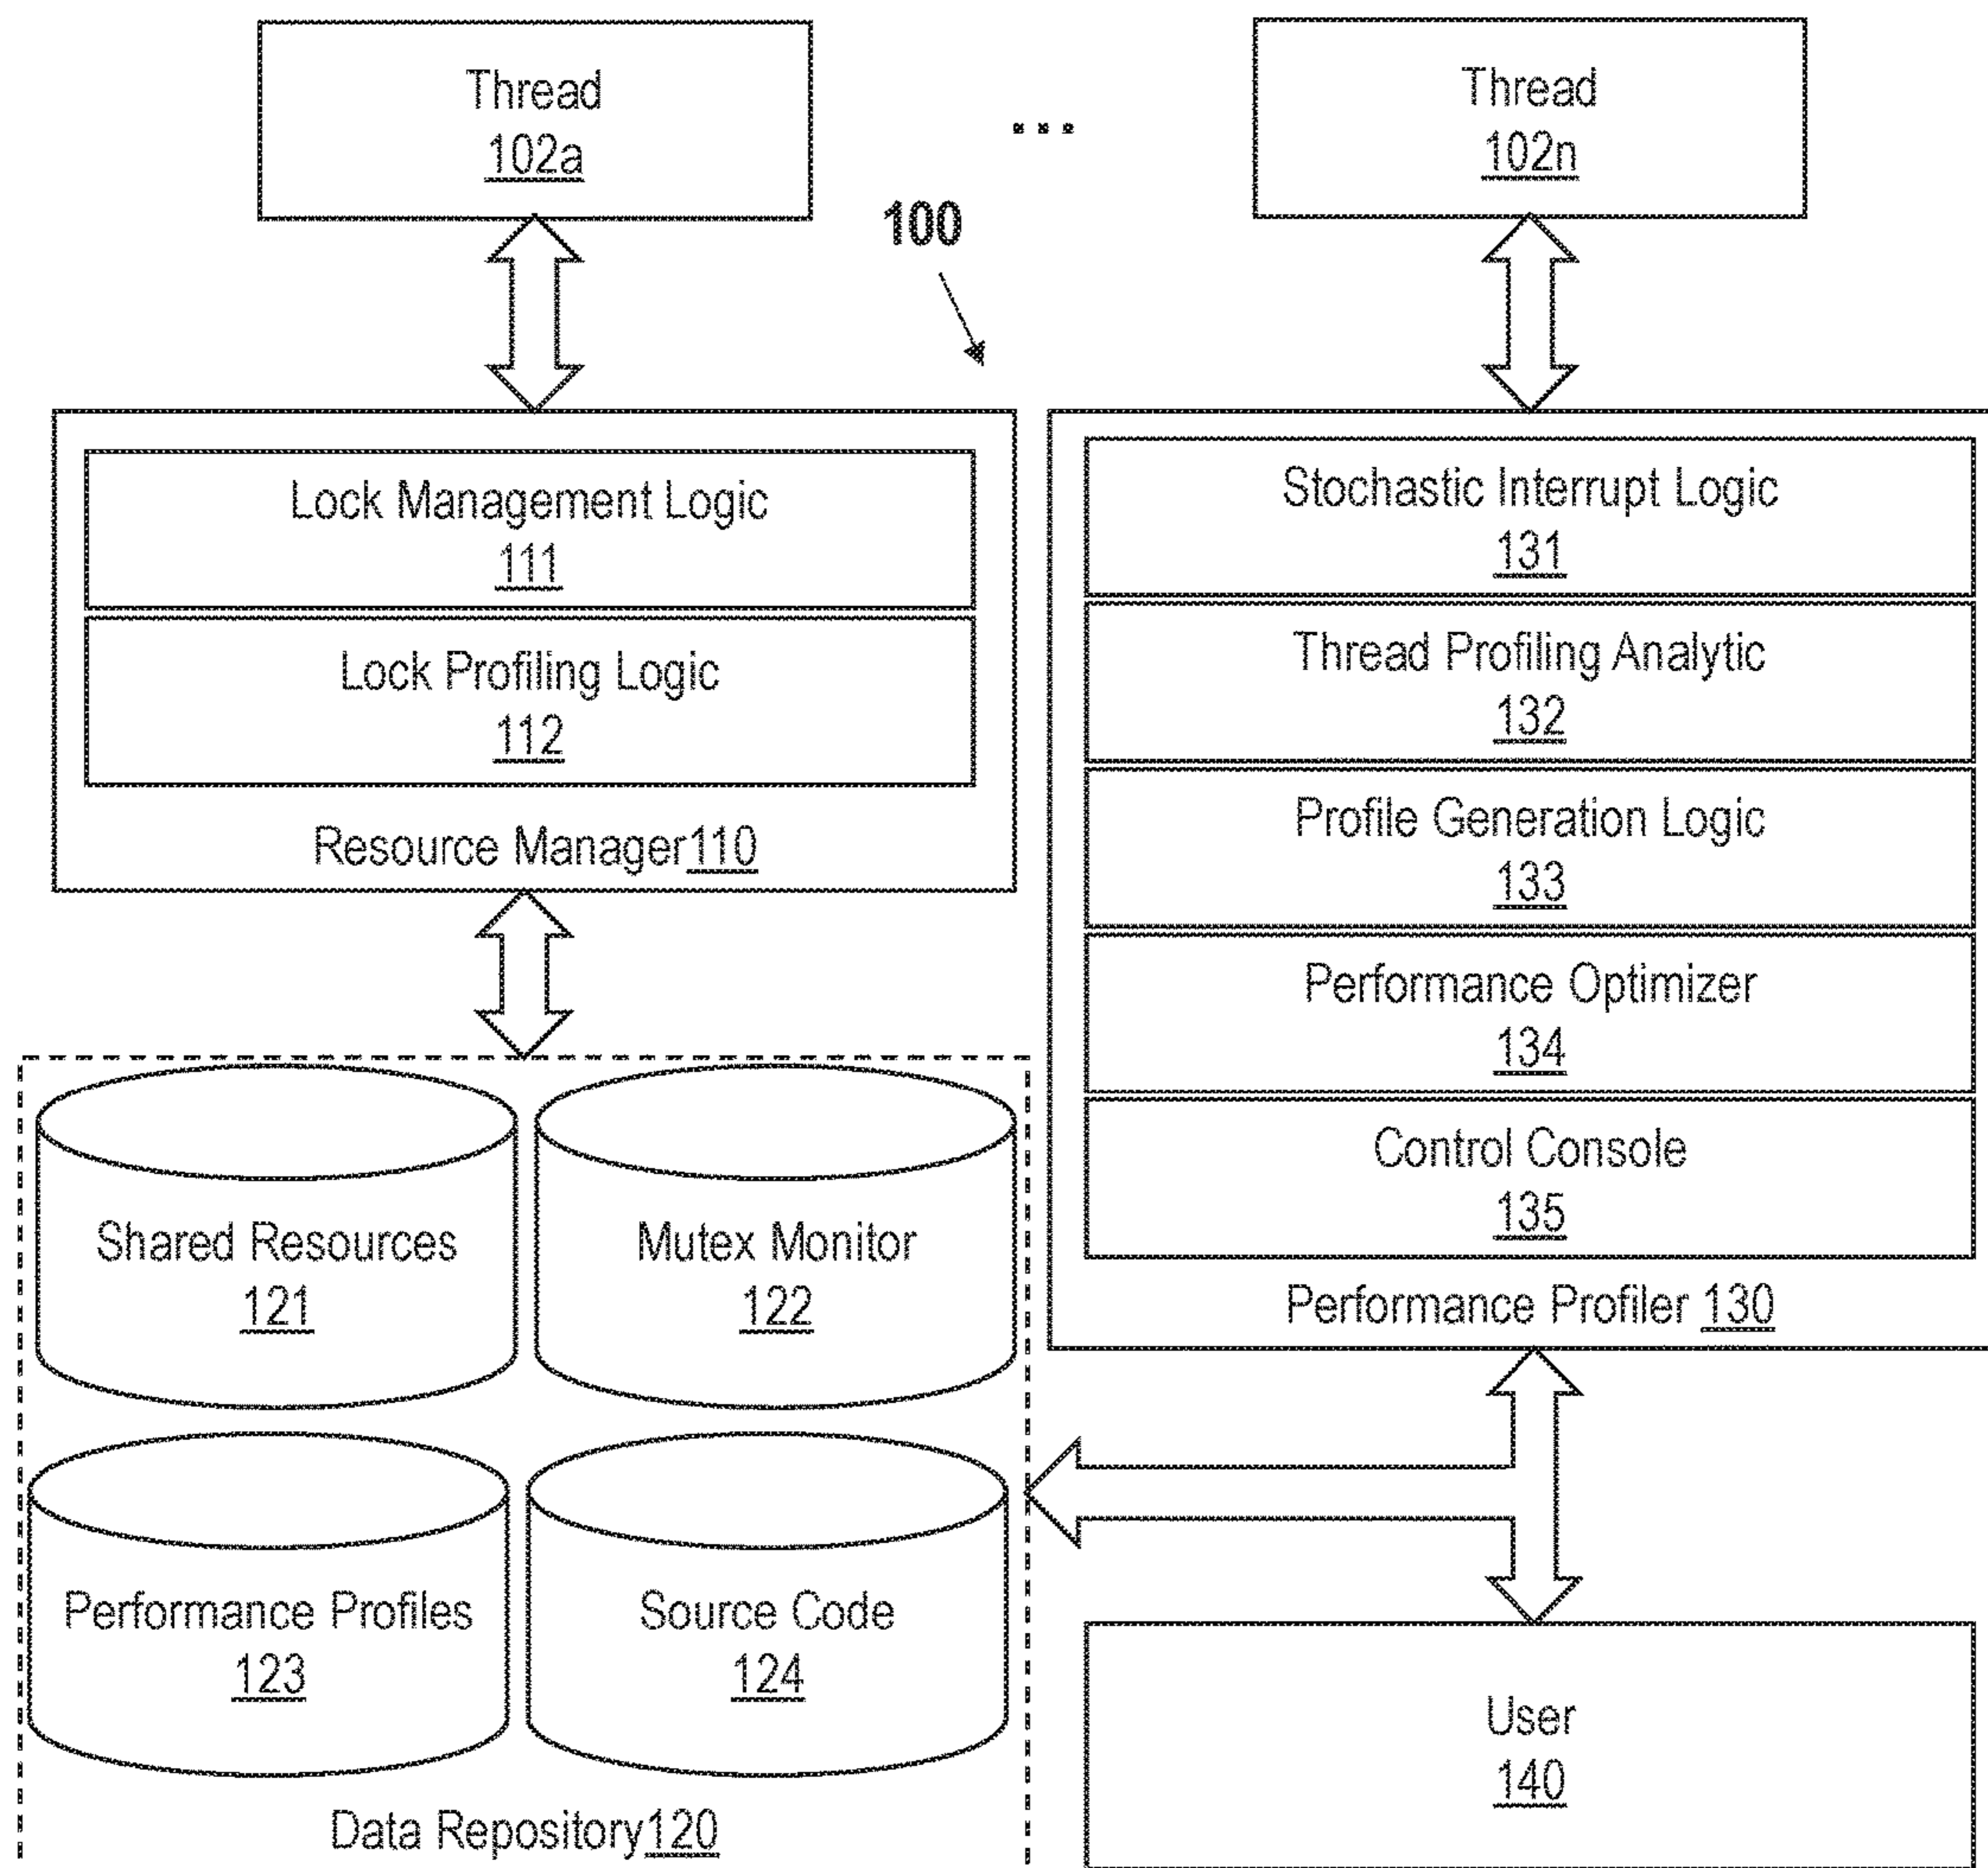 Thread
102a
...
Thread
102n
100
Lock Management Logic
111
Lock Profiling Logic
112
Resource Manager110
Stochastic Interrupt Logic
131
Thread Profiling Analytic
132
Profile Generation Logic
133
Performance Optimizer
134
Control Console
135
Performance Profiler 130
Shared Resources
121
Mutex Monitor
122
Performance Profiles
123
Source Code
124
Data Repository120
User
140